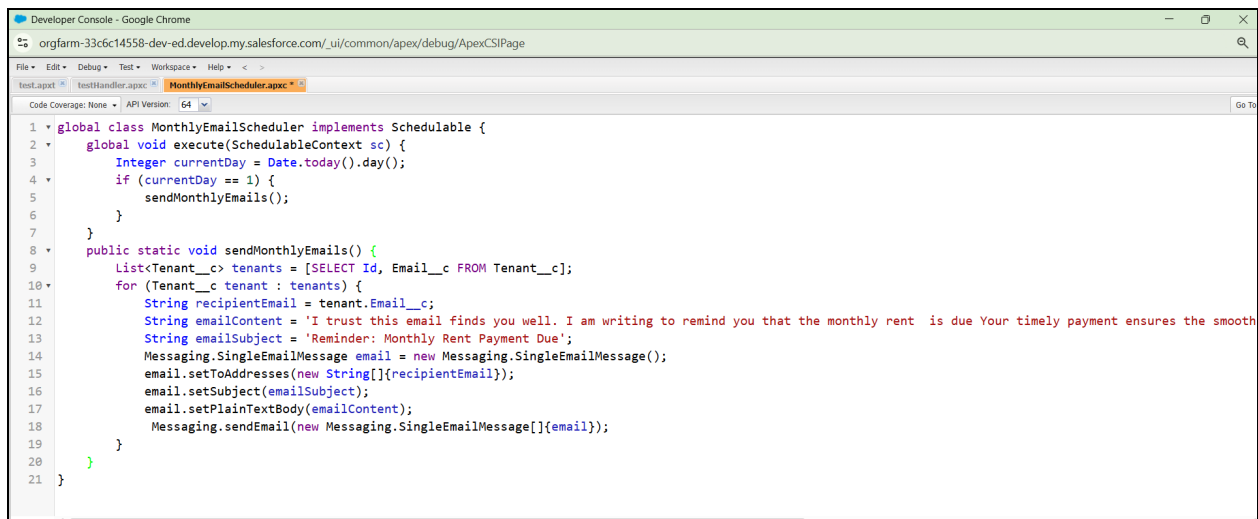 Developer Console - Google Chrome
orgfarm-33c6c14558-dev-ed.develop.my.salesforce.com/_ui/common/apex/debug/ApexCSIPage
File Edit Debug Test Workspace Help < >
test.apxt testHandler.apxc MonthlyEmailScheduler.apxc *
Code Coverage: None API Version: 64 Go To
1 global class MonthlyEmailScheduler implements Schedulable {
2 global void execute(SchedulableContext sc) {
3 Integer currentDay = Date.today().day();
4 if (currentDay == 1) {
5 sendMonthlyEmails();
6 }
7 }
8 public static void sendMonthlyEmails() {
9 List<Tenant__c> tenants = [SELECT Id, Email__c FROM Tenant__c];
10 for (Tenant__c tenant : tenants) {
11 String recipientEmail = tenant.Email__c;
12 String emailContent = 'I trust this email finds you well. I am writing to remind you that the monthly rent  is due Your timely payment ensures the smooth
13 String emailSubject = 'Reminder: Monthly Rent Payment Due';
14 Messaging.SingleEmailMessage email = new Messaging.SingleEmailMessage();
15 email.setToAddresses(new String[]{recipientEmail});
16 email.setSubject(emailSubject);
17 email.setPlainTextBody(emailContent);
18 Messaging.sendEmail(new Messaging.SingleEmailMessage[]{email});
19 }
20 }
21 }